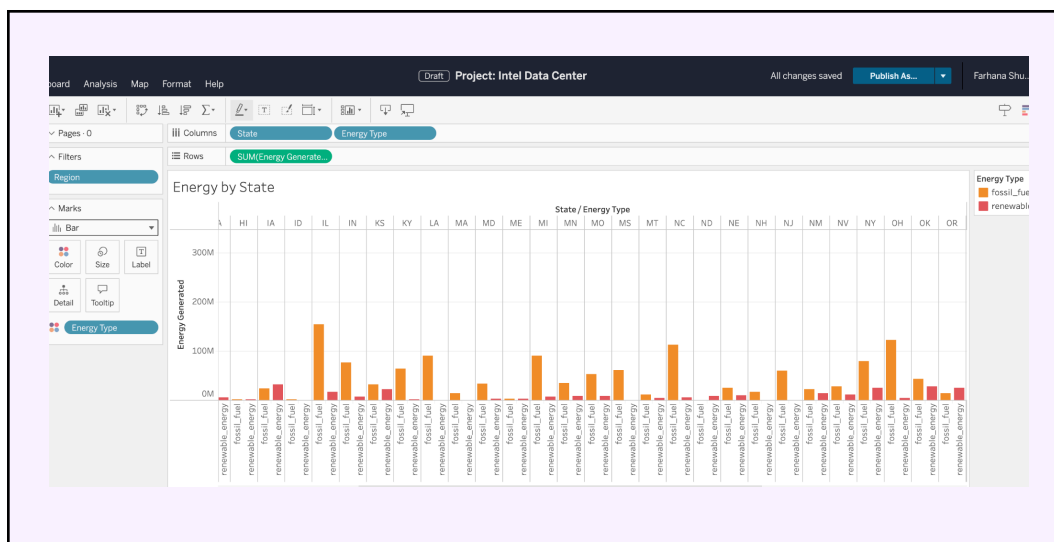 board Analysis Map Format Help
Draft Project: Intel Data Center
All changes saved
Publish As...
Farhana Shu...
Pages · 0
Columns
State
Energy Type
Filters
Rows
SUM(Energy Generate...
Region
Energy by State
Energy Type
fossil_fue
renewable
Marks
Bar
Color Size Label
Detail Tooltip
Energy Type
State / Energy Type
HI IA ID IL IN KS KY LA MA MD ME MI MN MO MS MT NC ND NE NH NJ NM NV NY OH OK OR
Energy Generated
300M
200M
100M
0M
renewable_energy
fossil_fuel
renewable_energy
fossil_fuel
renewable_energy
fossil_fuel
renewable_energy
fossil_fuel
renewable_energy
fossil_fuel
renewable_energy
fossil_fuel
renewable_energy
fossil_fuel
renewable_energy
fossil_fuel
renewable_energy
fossil_fuel
renewable_energy
fossil_fuel
renewable_energy
fossil_fuel
renewable_energy
fossil_fuel
renewable_energy
fossil_fuel
renewable_energy
fossil_fuel
renewable_energy
fossil_fuel
renewable_energy
fossil_fuel
renewable_energy
fossil_fuel
renewable_energy
fossil_fuel
renewable_energy
fossil_fuel
renewable_energy
fossil_fuel
renewable_energy
fossil_fuel
renewable_energy
fossil_fuel
renewable_energy
fossil_fuel
renewable_energy
fossil_fuel
renewable_energy
fossil_fuel
renewable_energy
fossil_fuel
renewable_energy
fossil_fuel
renewable_energy